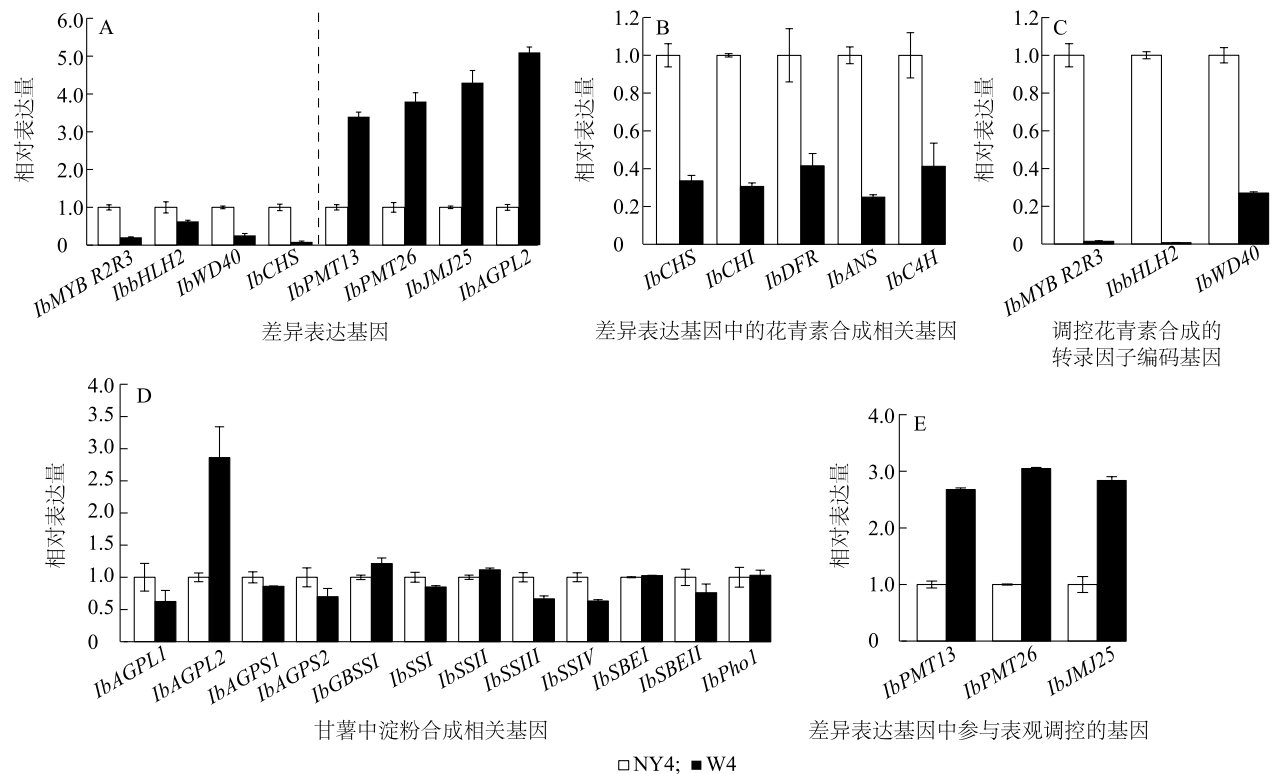 A
相对表达量
6.0
5.0
4.0
3.0
2.0
1.0
0
IbMYB R2R3
IbbHLH2
IbWD40
IbCHS
IbPMT13
IbPMT26
IbJMJ25
IbAGPL2
差异表达基因
B
相对表达量
1.2
1.0
0.8
0.6
0.4
0.2
0
IbCHS
IbCHI
IbDFR
IbANS
IbC4H
差异表达基因中的花青素合成相关基因
C
相对表达量
1.2
1.0
0.8
0.6
0.4
0.2
0
IbMYB R2R3
IbbHLH2
IbWD40
调控花青素合成的
转录因子编码基因
D
相对表达量
4.0
3.5
3.0
2.5
2.0
1.5
1.0
0.5
0
IbAGPL1
IbAGPL2
IbAGPS1
IbAGPS2
IbGBSSI
IbSSI
IbSSII
IbSSIII
IbSSIV
IbSBEI
IbSBEII
IbPho1
甘薯中淀粉合成相关基因
E
相对表达量
4.0
3.0
2.0
1.0
0
IbPMT13
IbPMT26
IbJMJ25
差异表达基因中参与表观调控的基因
NY4; W4